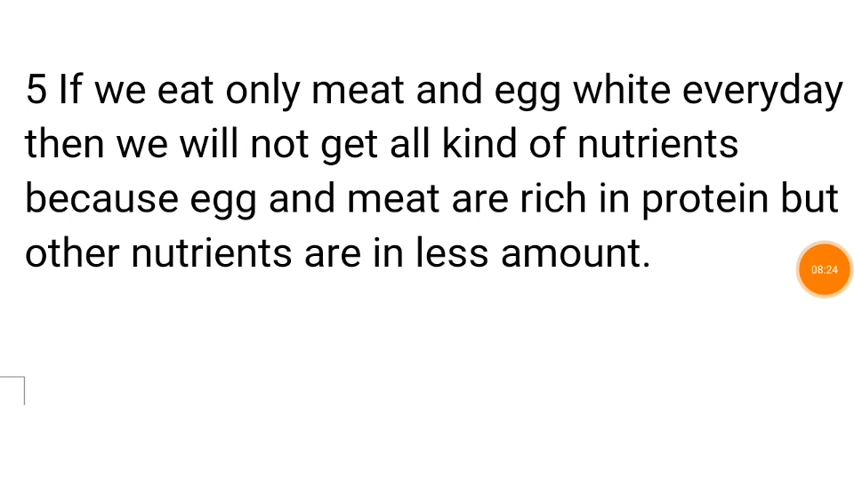 5 If we eat only meat and egg white everyday
then we will not get all kind of nutrients
because egg and meat are rich in protein but
other nutrients are in less amount.
08:24